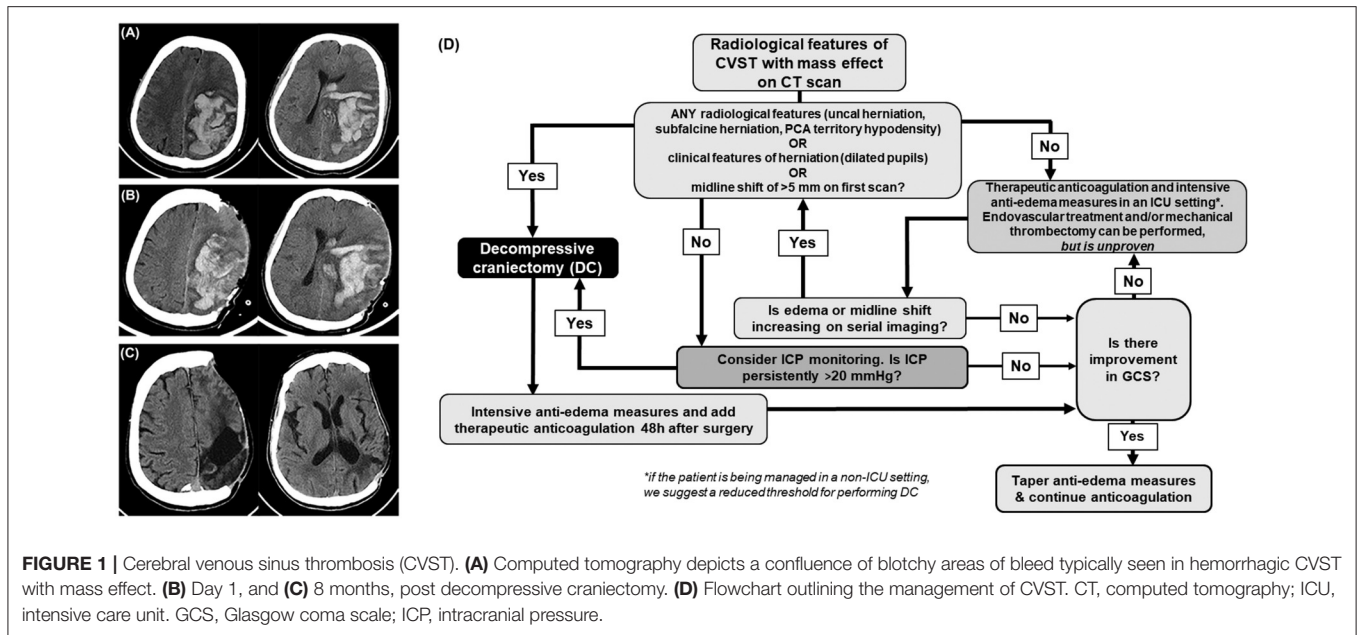 (A)
(B)
(C)
(D)
Radiological features of
CVST with mass effect
on CT scan
ANY radiological features (uncal herniation,
subfalcine herniation, PCA territory hypodensity)
OR
clinical features of herniation (dilated pupils)
OR
midline shift of >5 mm on first scan?
Yes
No
No
Yes
Therapeutic anticoagulation and intensive
anti-edema measures in an ICU setting*.
Endovascular treatment and/or mechanical
thrombectomy can be performed,
but is unproven
Decompressive
craniectomy (DC)
Yes
No
Is edema or midline shift
increasing on serial imaging?
No
Is there
improvement
in GCS?
Consider ICP monitoring. Is ICP
persistently >20 mmHg?
No
Intensive anti-edema measures and add
therapeutic anticoagulation 48h after surgery
Yes
*if the patient is being managed in a non-ICU setting,
we suggest a reduced threshold for performing DC
Taper anti-edema measures
& continue anticoagulation
FIGURE 1 | Cerebral venous sinus thrombosis (CVST). (A) Computed tomography depicts a confluence of blotchy areas of bleed typically seen in hemorrhagic CVST
with mass effect. (B) Day 1, and (C) 8 months, post decompressive craniectomy. (D) Flowchart outlining the management of CVST. CT, computed tomography; ICU,
intensive care unit. GCS, Glasgow coma scale; ICP, intracranial pressure.